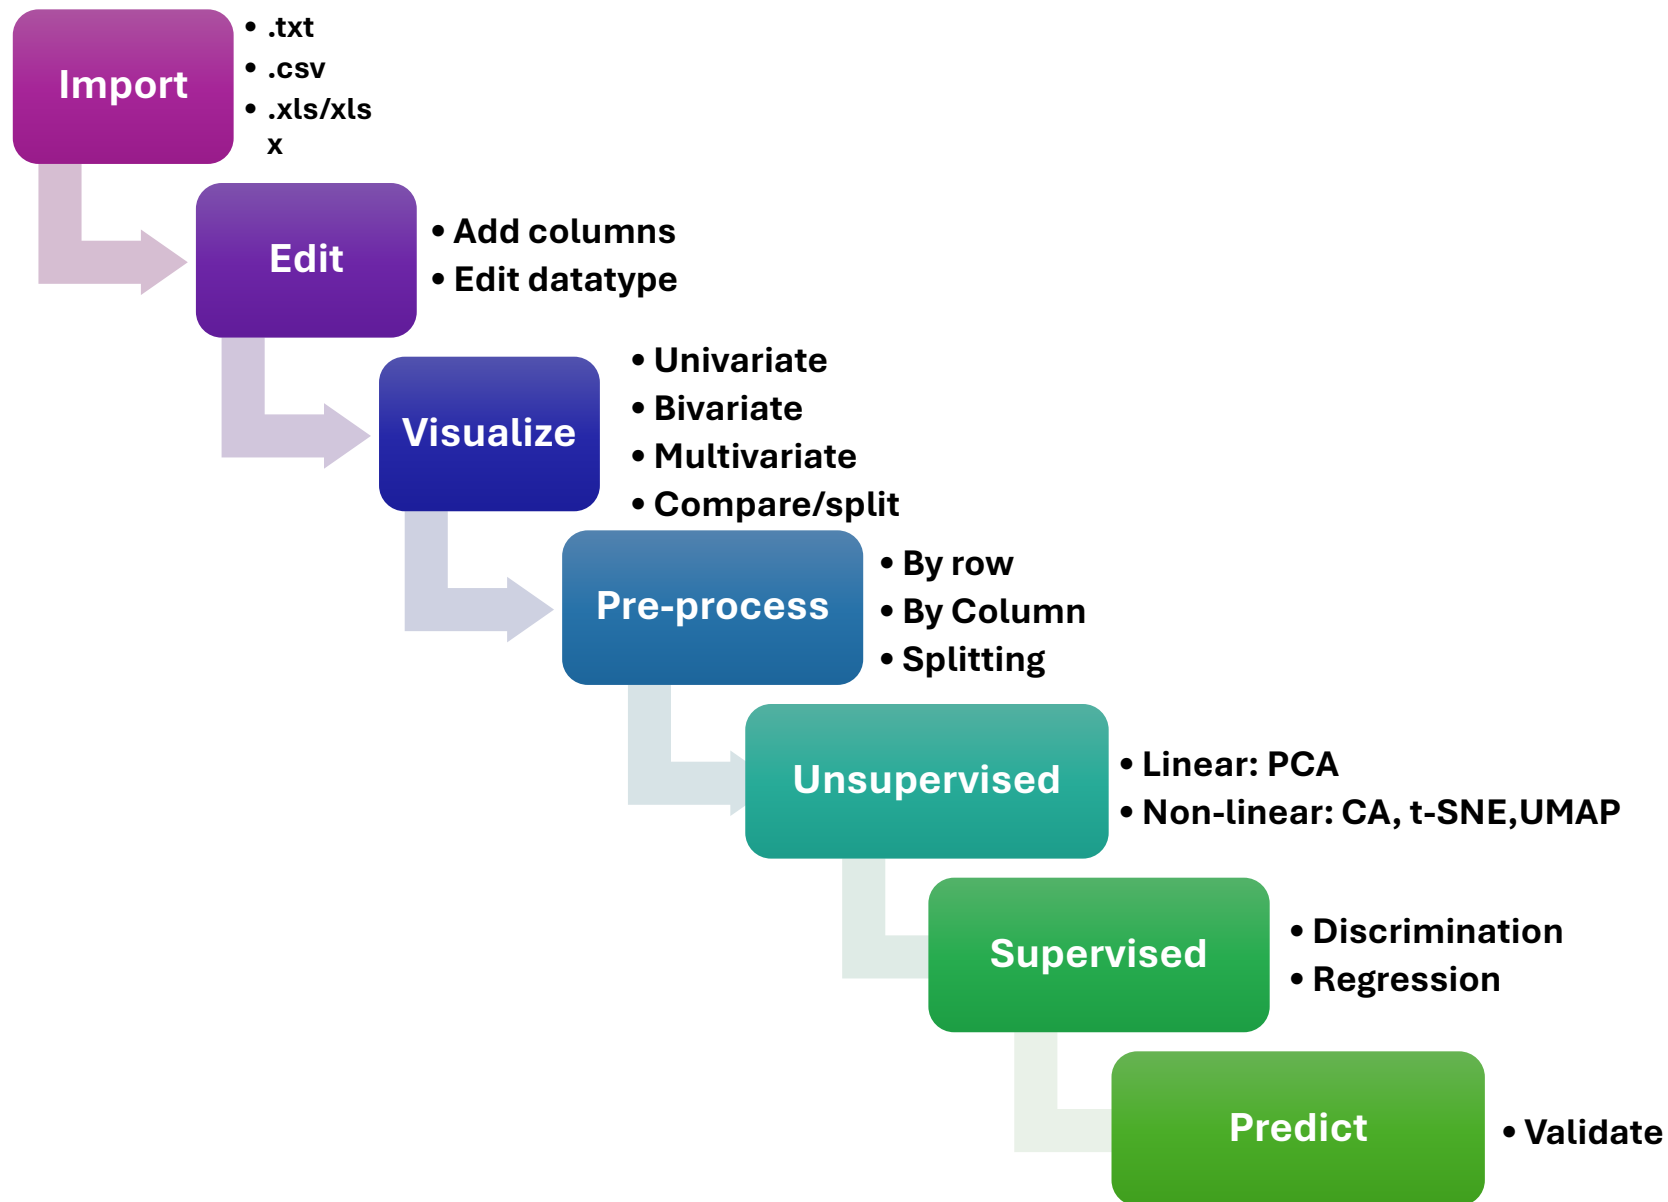 Import
• .txt
• .csv
• .xls/xls
x
Edit
• Add columns
• Edit datatype
Visualize
• Univariate
• Bivariate
• Multivariate
• Compare/split
Pre-process
• By row
• By Column
• Splitting
Unsupervised
• Linear: PCA
• Non-linear: CA, t-SNE,UMAP
Supervised
• Discrimination
• Regression
Predict
• Validate